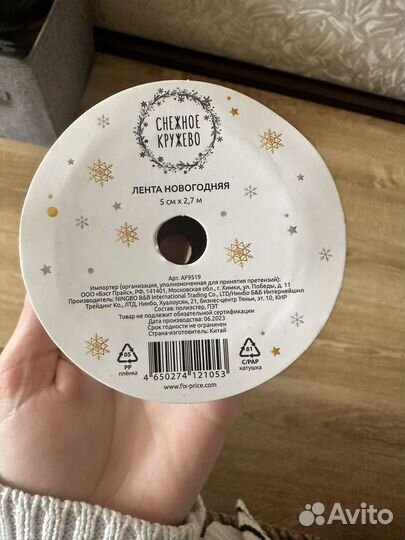 СНЕЖНОЕ
КРУЖЕВО
ЛЕНТА НОВОГОДНЯЯ
5 см х 2,7 м
Арт. AF9519
Импортер (организация, уполномоченная для принятия претензий):
ООО «Бэст Прайс», РФ, 141401, Московская обл., г. Химки, ул. Победы, д. 11
Производитель: NINGBO B&B International Trading Co., LTD/Нинбо Б&Б Интернейшнл
Трейдинг Ко., ЛТД, Нинбо, Хуаллуоянь, 21, бизнес-центр Тяньи, эт. 10, КНР
Состав: полиэстер, ПЭТ
Товар не подлежит обязательной сертификации
Дата производства: 06.2023
Срок годности не ограничен
Страна-изготовитель: Китай
05
PP
плёнка
4 650274 121053
www.fix-price.com
81
C/PAP
катушка
Avito